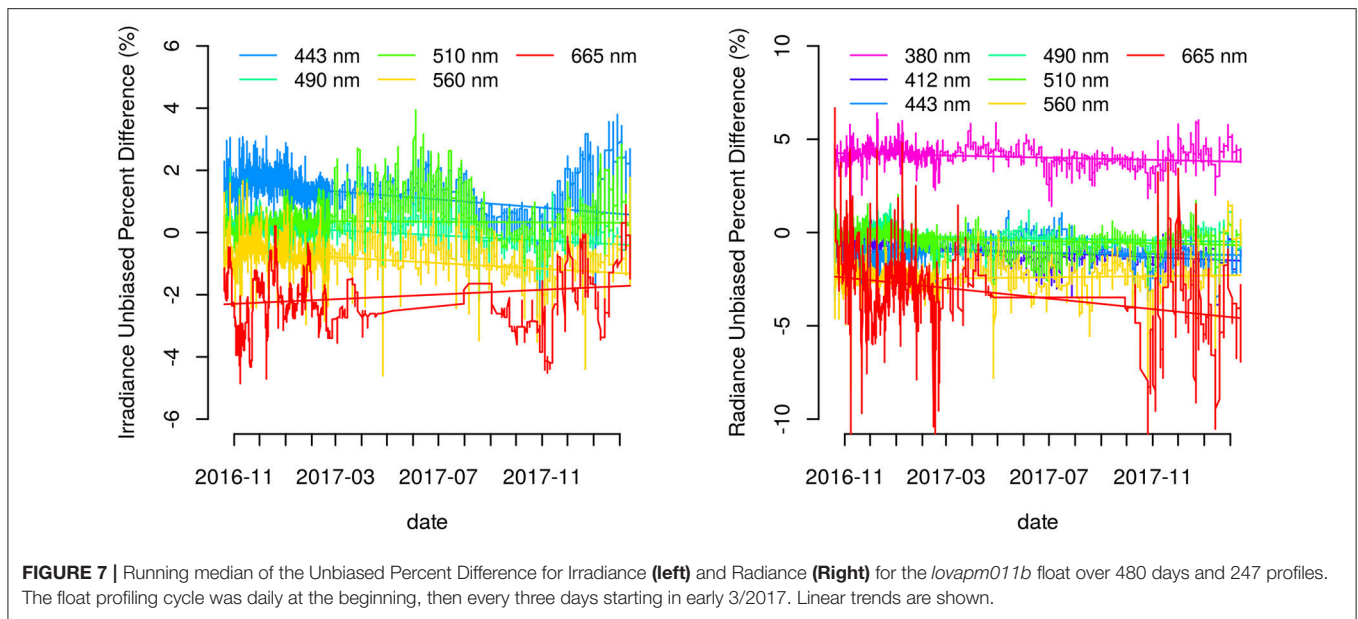 Irradiance Unbiased Percent Difference (%)
6
4
2
0
-2
-4
-6
443 nm 510 nm 665 nm
490 nm 560 nm
2016-11 2017-03 2017-07 2017-11
date
Radiance Unbiased Percent Difference (%)
10
5
0
-5
-10
380 nm 490 nm 665 nm
412 nm 510 nm
443 nm 560 nm
2016-11 2017-03 2017-07 2017-11
date
FIGURE 7 | Running median of the Unbiased Percent Difference for Irradiance (left) and Radiance (Right) for the lovapm011b float over 480 days and 247 profiles.
The float profiling cycle was daily at the beginning, then every three days starting in early 3/2017. Linear trends are shown.